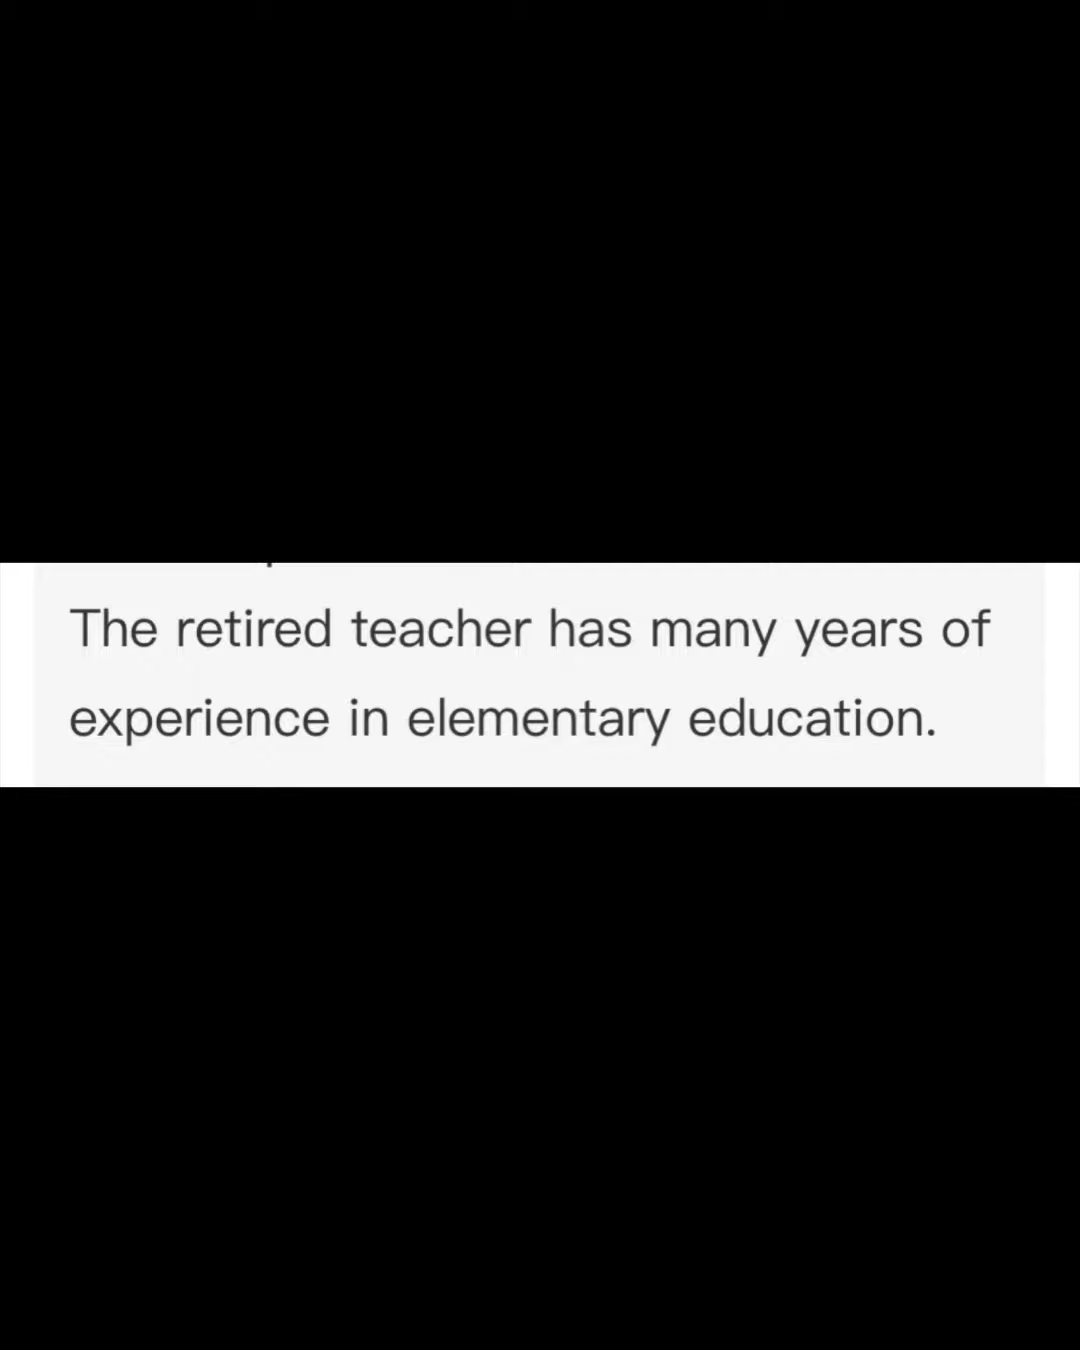 The retired teacher has many years of
experience in elementary education.